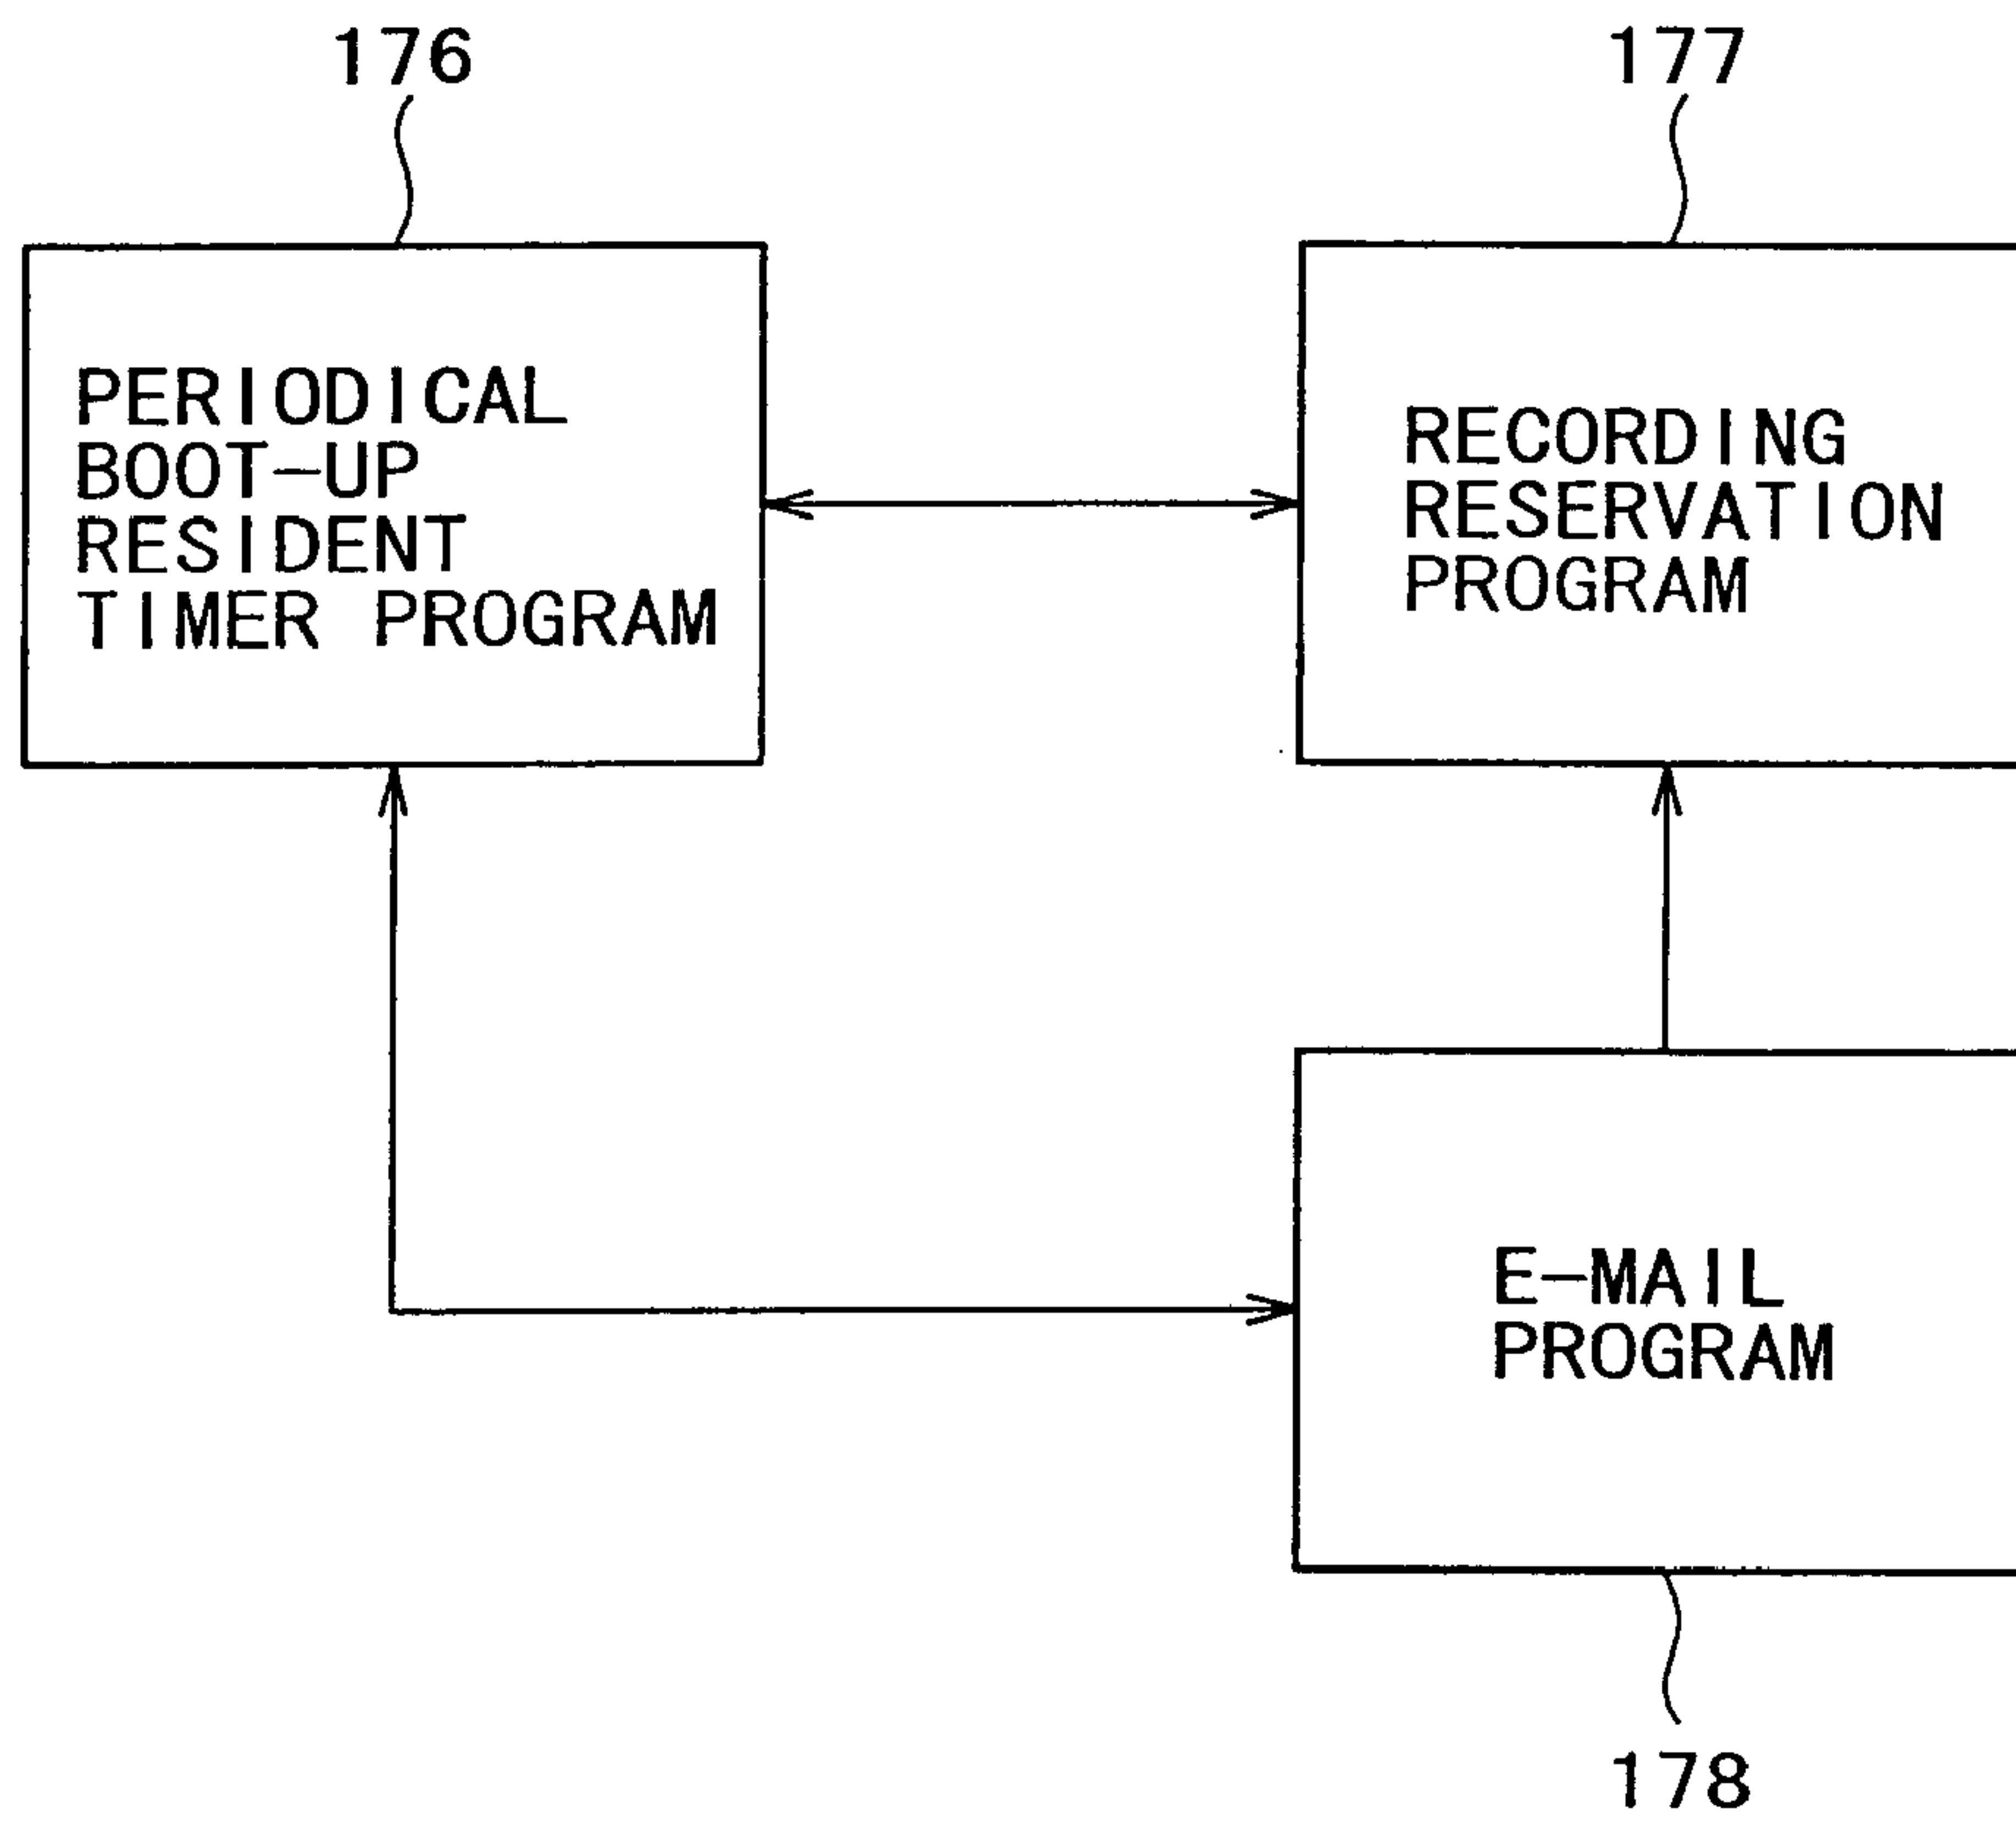 176
177
PERIODICAL
BOOT-UP
RESIDENT
TIMER PROGRAM
RECORDING
RESERVATION
PROGRAM
E-MAIL
PROGRAM
178